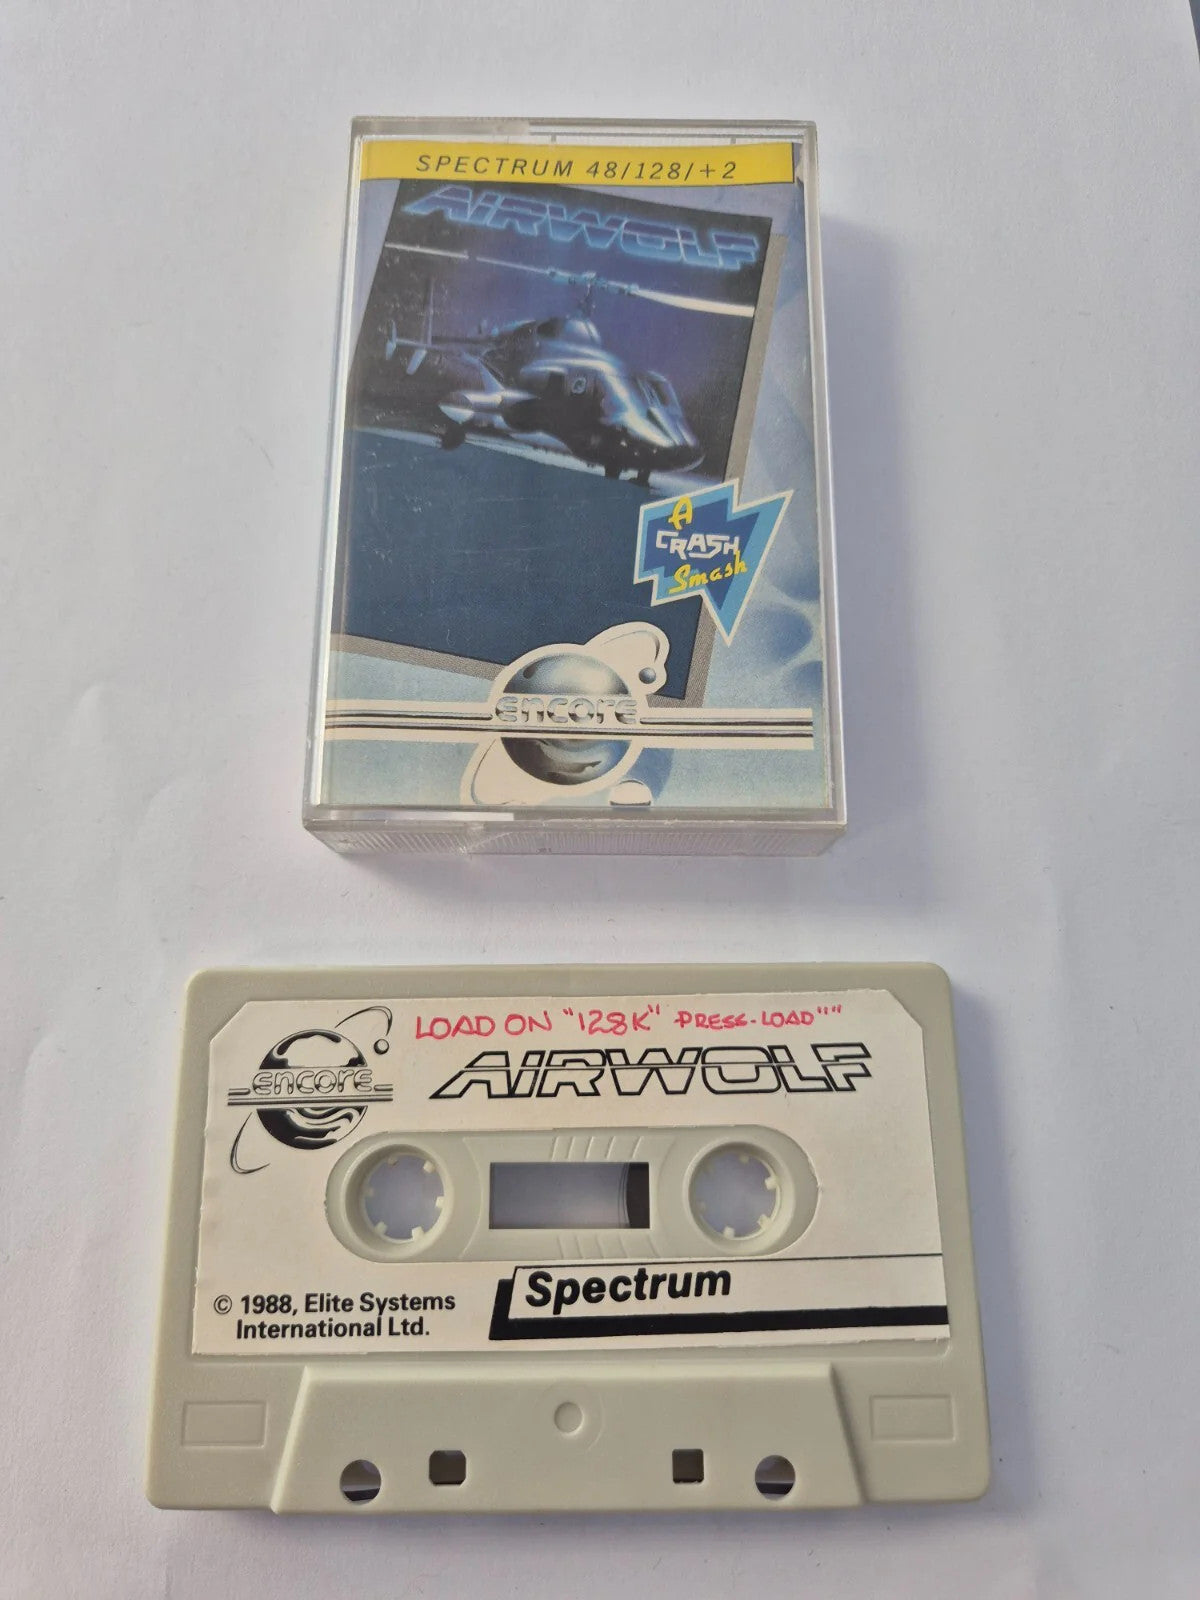 SPECTRUM 48/128/+2
AIRWOLF
A
CRASH
Smash
encore
LOAD ON "128K" PRESS-LOAD""
AIRWOLF
encore
Spectrum
© 1988, Elite Systems
International Ltd.